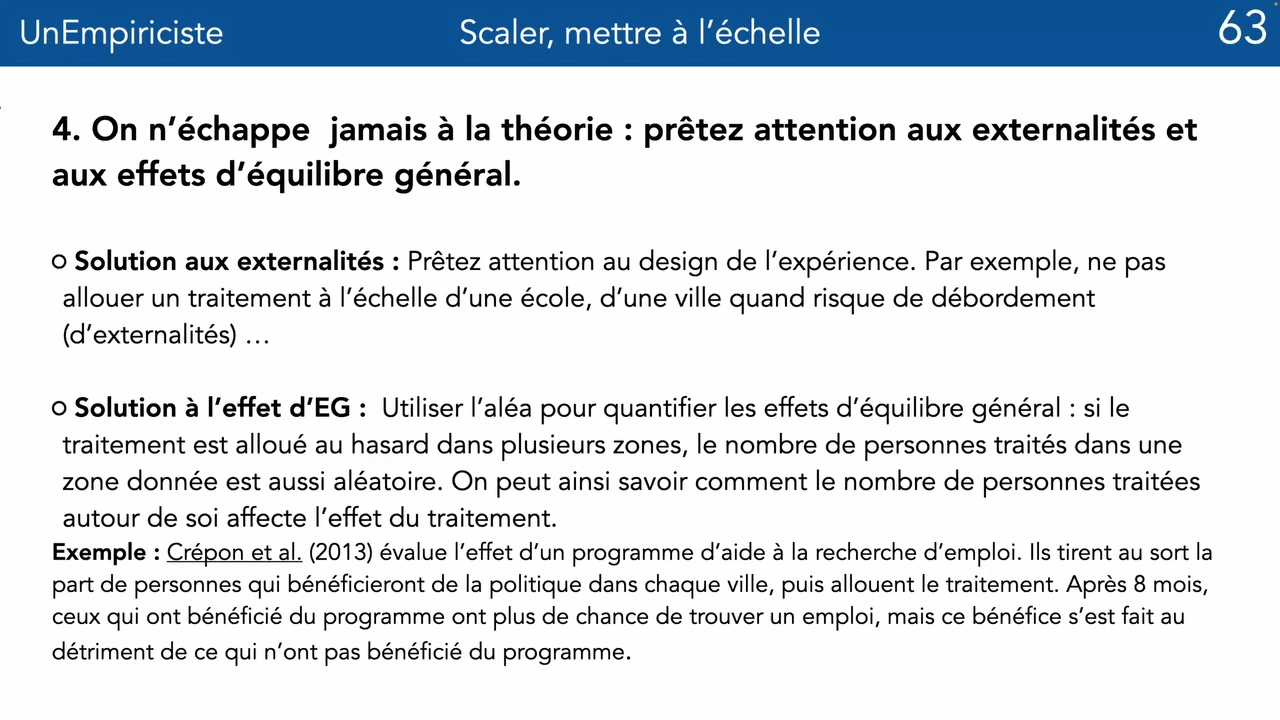 UnEmpiriciste
Scaler, mettre à l’échelle
63
4. On n’échappe  jamais à la théorie : prêtez attention aux externalités et
aux effets d’équilibre général.
Solution aux externalités : Prêtez attention au design de l’expérience. Par exemple, ne pas
allouer un traitement à l’échelle d’une école, d’une ville quand risque de débordement
(d’externalités) …
Solution à l’effet d’EG :  Utiliser l’aléa pour quantifier les effets d’équilibre général : si le
traitement est alloué au hasard dans plusieurs zones, le nombre de personnes traités dans une
zone donnée est aussi aléatoire. On peut ainsi savoir comment le nombre de personnes traitées
autour de soi affecte l’effet du traitement.
Exemple : Crépon et al. (2013) évalue l’effet d’un programme d’aide à la recherche d’emploi. Ils tirent au sort la
part de personnes qui bénéficieront de la politique dans chaque ville, puis allouent le traitement. Après 8 mois,
ceux qui ont bénéficié du programme ont plus de chance de trouver un emploi, mais ce bénéfice s’est fait au
détriment de ce qui n’ont pas bénéficié du programme.